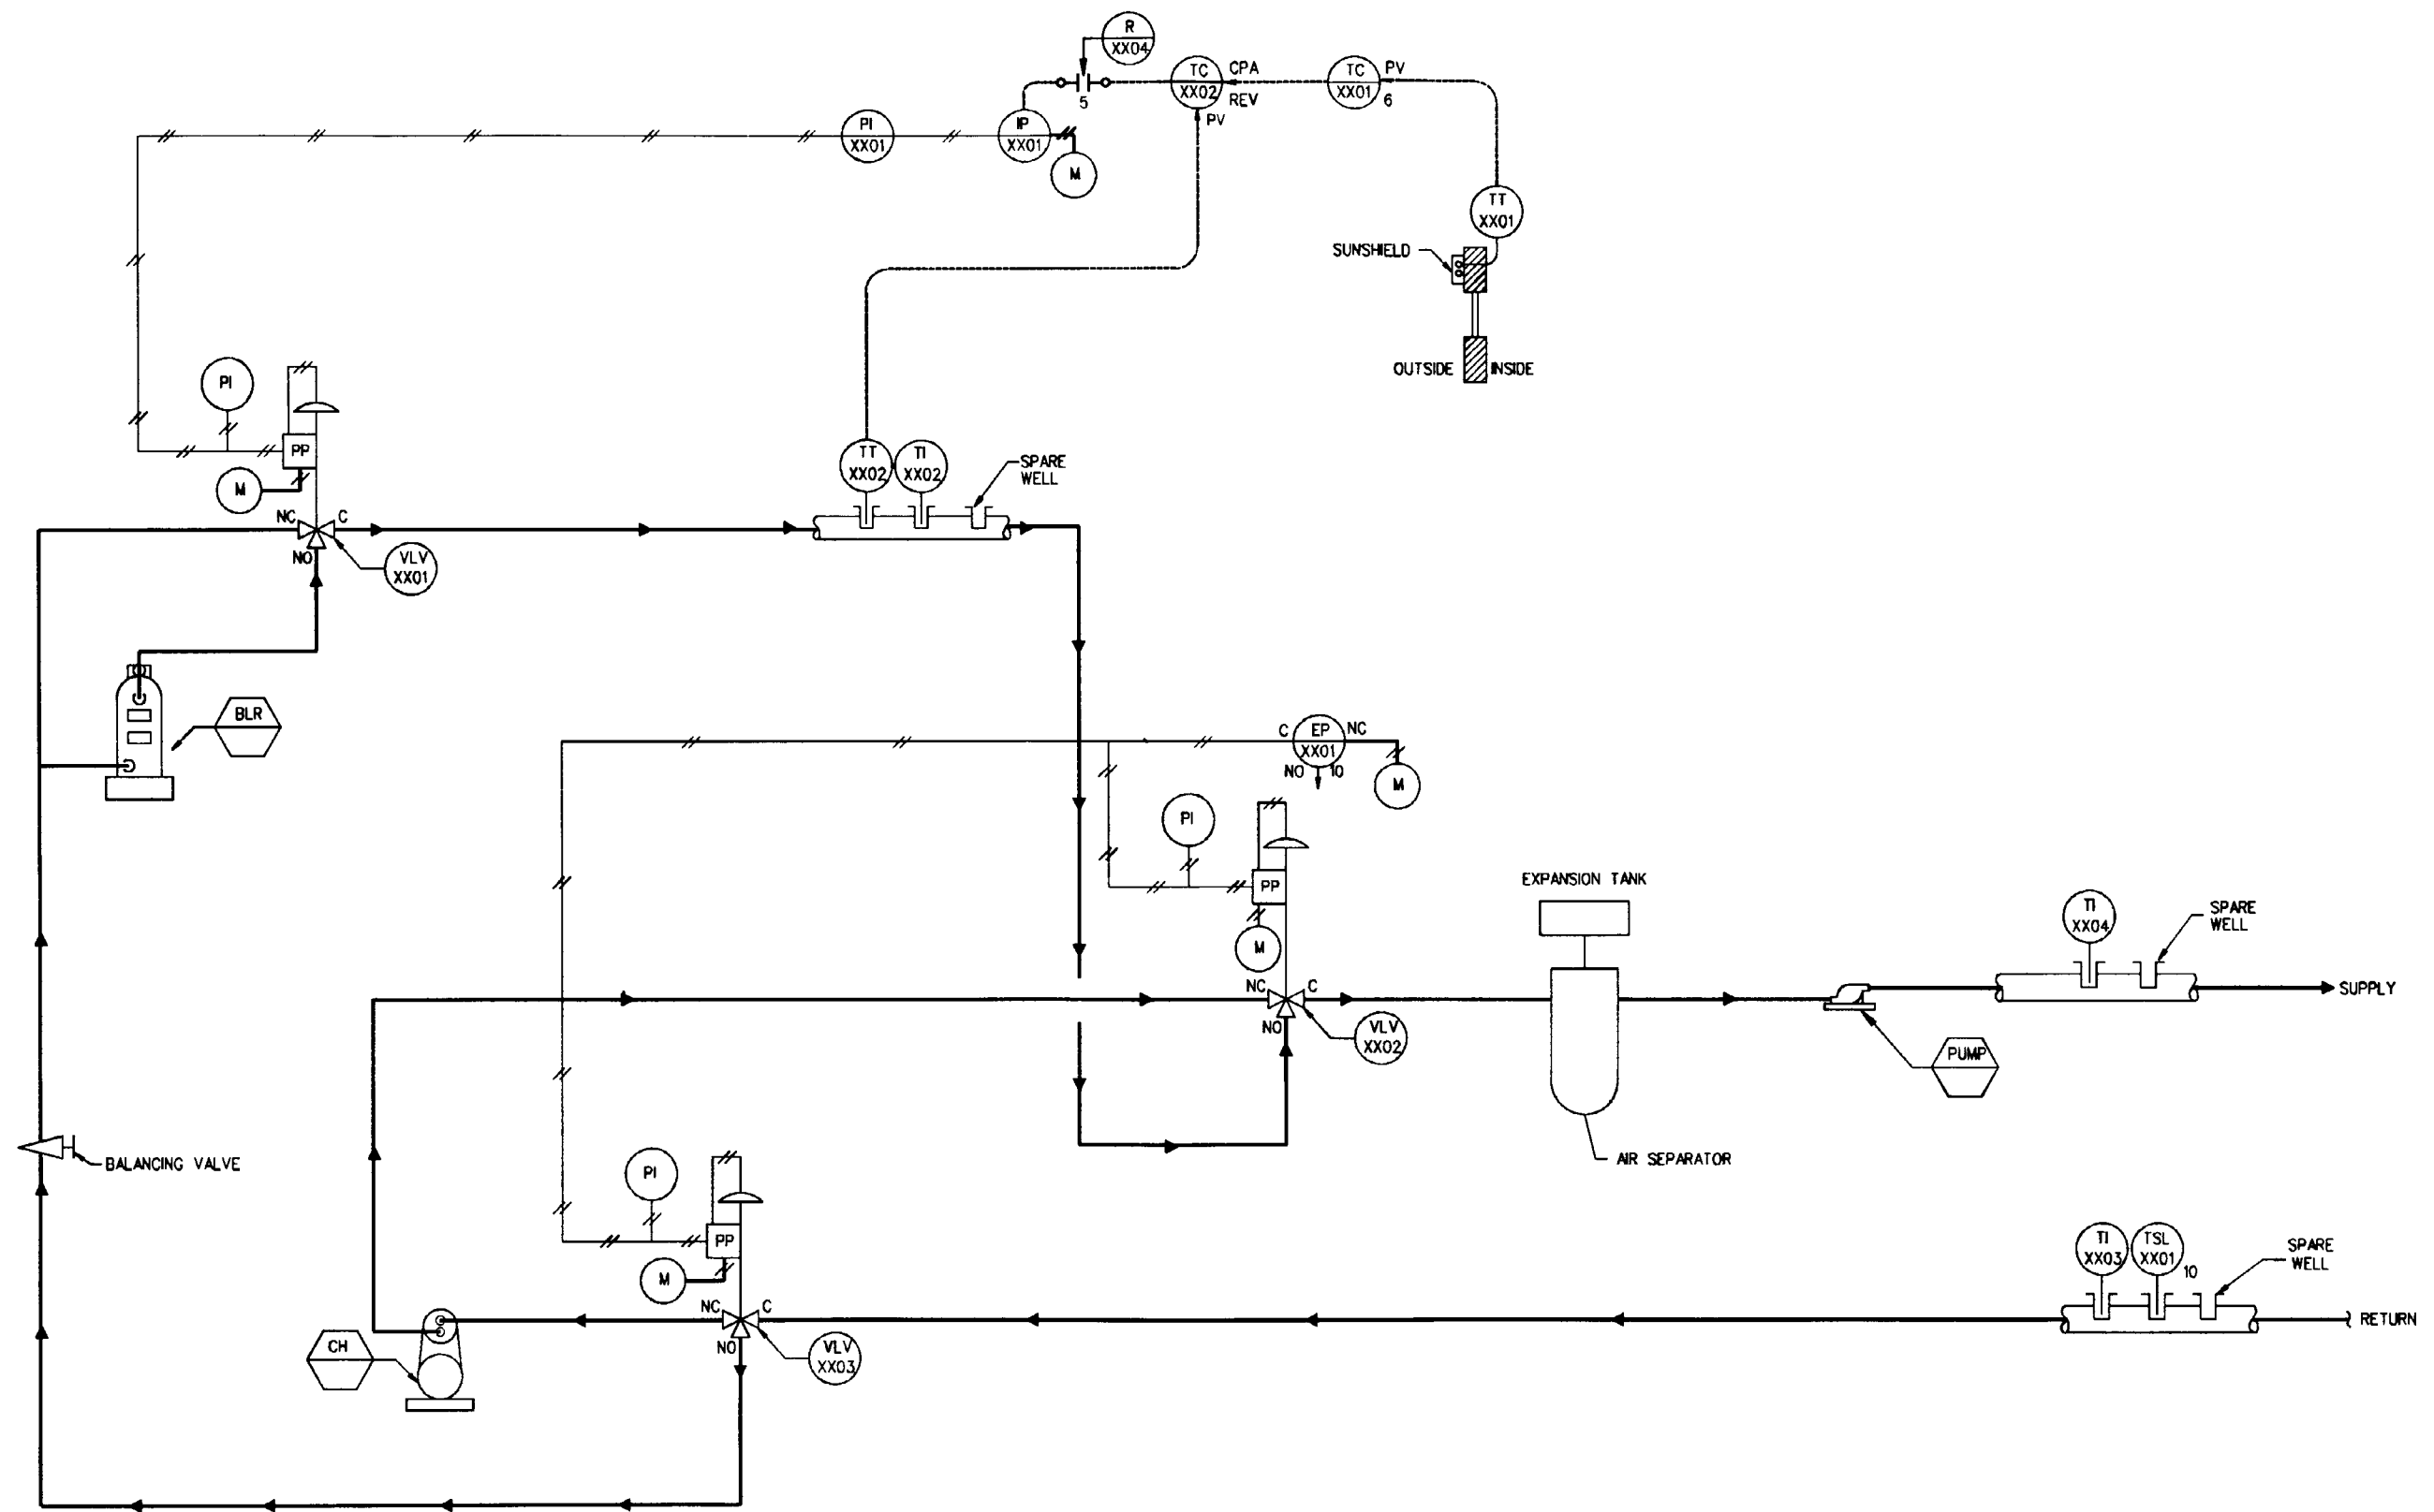 R
XX04
TC
XX02
CPA
REV
PV
TC
XX01
PV
6
5
PI
XX01
IP
XX01
M
TT
XX01
SUNSHIELD
OUTSIDE
INSIDE
PI
PP
M
NC
C
NO
VLV
XX01
TT
XX02
TI
XX02
SPARE
WELL
BLR
C
EP
XX01
NC
NO
10
M
PI
PP
M
NC
C
NO
VLV
XX02
EXPANSION TANK
AIR SEPARATOR
TI
XX04
SPARE
WELL
SUPPLY
PUMP
BALANCING VALVE
PI
PP
M
NC
C
NO
VLV
XX03
CH
TI
XX03
TSL
XX01
10
SPARE
WELL
RETURN